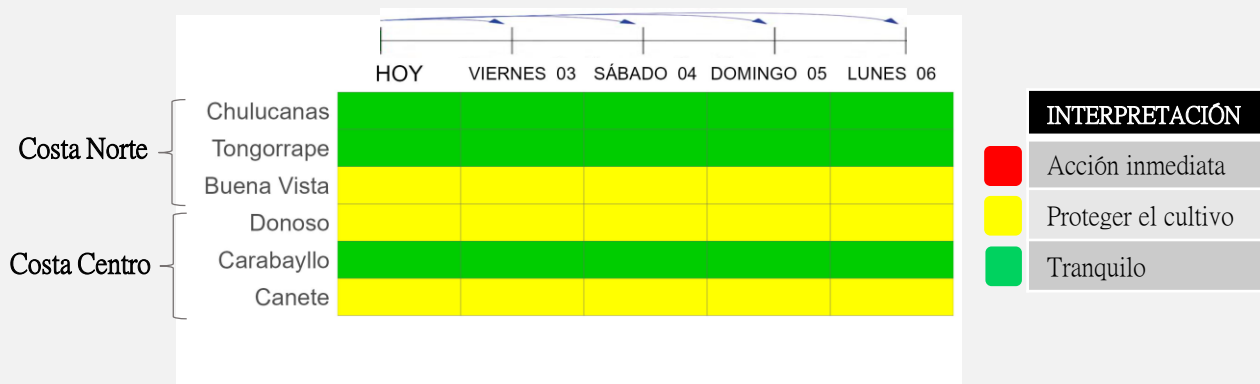 HOY VIERNES 03 SÁBADO 04 DOMINGO 05 LUNES 06
Costa Norte
Chulucanas
Tongorrape
Buena Vista
Costa Centro
Donoso
Carabayllo
Canete
INTERPRETACIÓN
Acción inmediata
Proteger el cultivo
Tranquilo